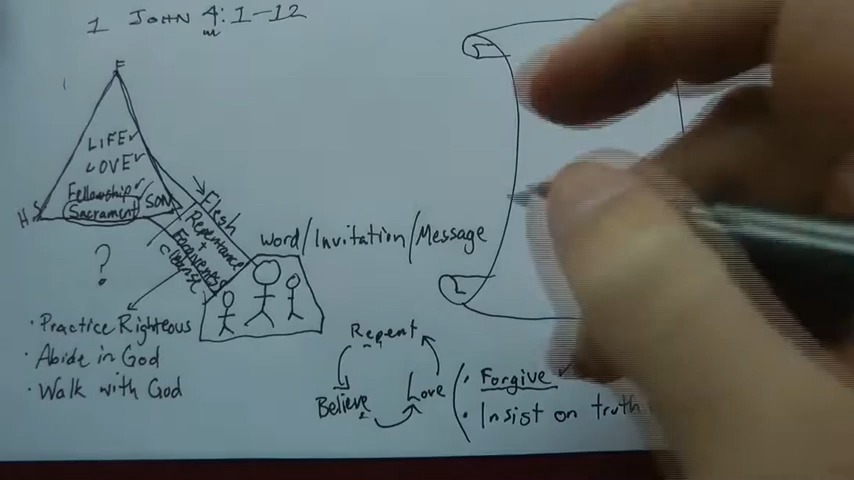 1 JOHN 4:1-12
F
LIFE✓
LOVE✓
Fellowship✓
Sacrament/SON
H.S
Flesh
Repentance
+
Forgiveness
Cleanse
Word/Invitation/Message
?
· Practice Righteous
· Abide in God
· Walk with God
Repent
Believe
Love
· Forgive ✓
· Insist on truth